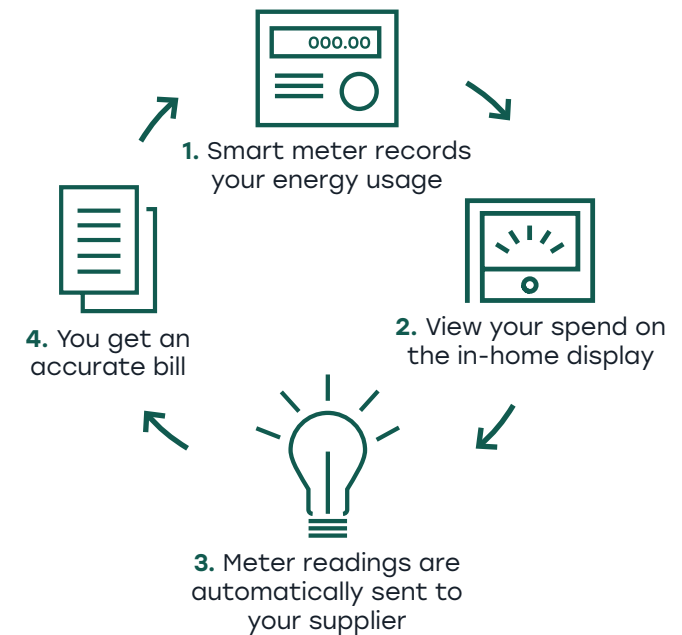 000.00
1. Smart meter records
your energy usage
2. View your spend on
the in-home display
3. Meter readings are
automatically sent to
your supplier
4. You get an
accurate bill